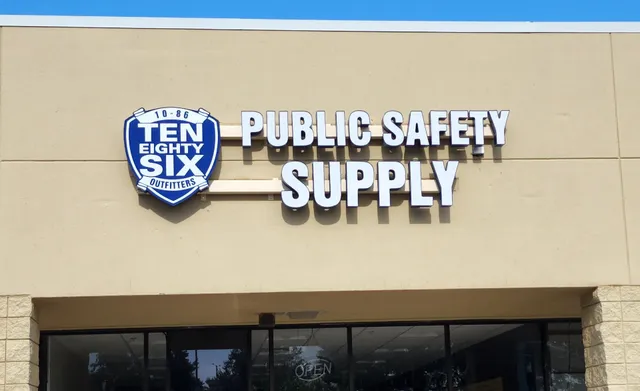 10-86
TEN
EIGHTY
SIX
OUTFITTERS
PUBLIC SAFETY
SUPPLY
OPEN